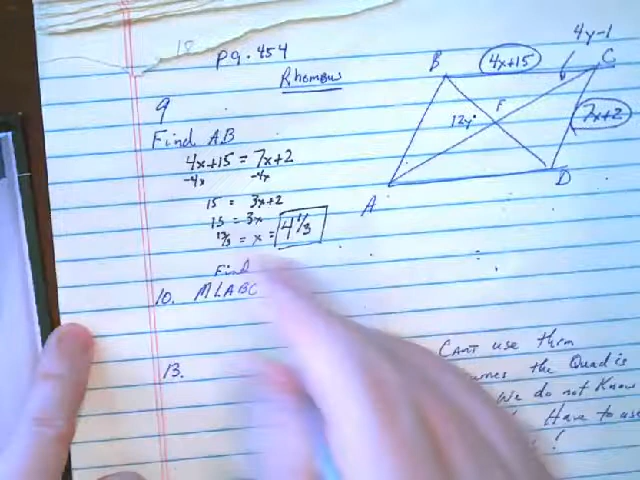 18
pg. 454
Rhombus
9
Find AB
4x+15 = 7x+2
-4x -4x
15 = 3x+2
13 = 3x
13/3 = x = 4 1/3
Find
10. m∠ABC
13.
4y-1
B 4x+15 C
F
12y°
7x+2
A D
Can't use them
the Quad is
We do not Know
Have to use
!